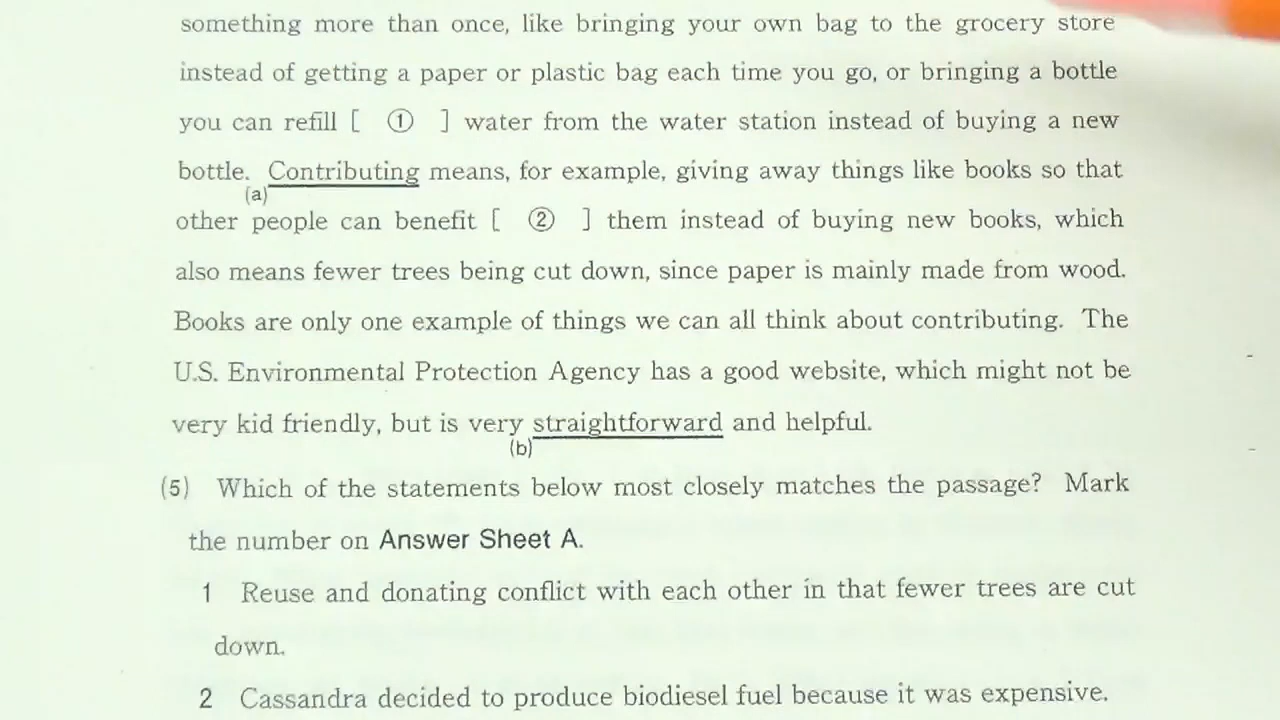 something more than once, like bringing your own bag to the grocery store
instead of getting a paper or plastic bag each time you go, or bringing a bottle
you can refill [ ① ] water from the water station instead of buying a new
bottle. Contributing means, for example, giving away things like books so that
(a)
other people can benefit [ ② ] them instead of buying new books, which
also means fewer trees being cut down, since paper is mainly made from wood.
Books are only one example of things we can all think about contributing. The
U.S. Environmental Protection Agency has a good website, which might not be
very kid friendly, but is very straightforward and helpful.
(b)
(5) Which of the statements below most closely matches the passage? Mark
the number on Answer Sheet A.
1 Reuse and donating conflict with each other in that fewer trees are cut
down.
2 Cassandra decided to produce biodiesel fuel because it was expensive.